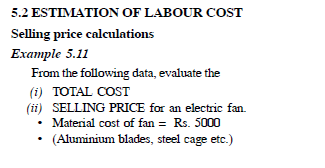 5.2 ESTIMATION OF LABOUR COST
Selling price calculations
Example 5.11
From the following data, evaluate the
(i) TOTAL COST
(ii) SELLING PRICE for an electric fan.
• Material cost of fan = Rs. 5000
• (Aluminium blades, steel cage etc.)